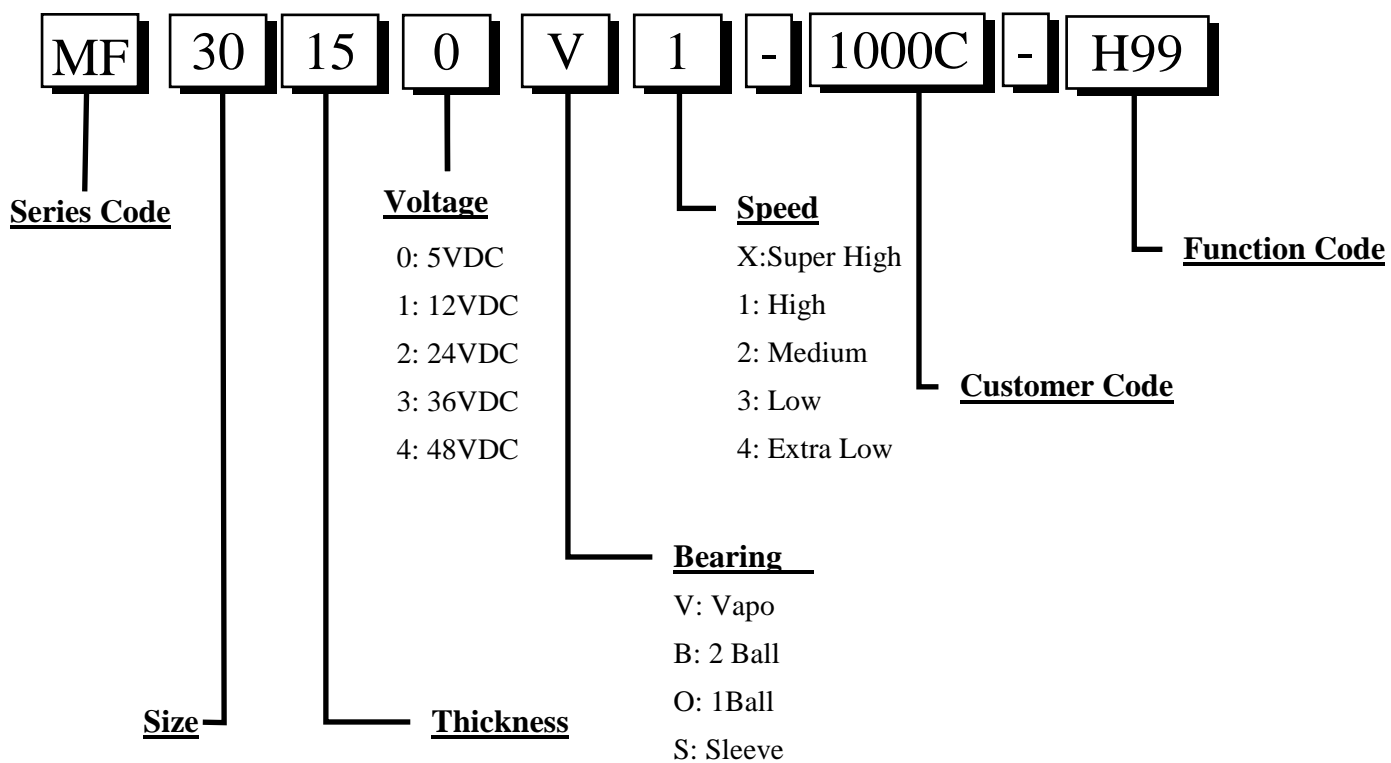 MF 30 15 0 V 1 - 1000C - H99
Series Code
Voltage
0: 5VDC
1: 12VDC
2: 24VDC
3: 36VDC
4: 48VDC
Speed
X:Super High
1: High
2: Medium
3: Low
4: Extra Low
Function Code
Customer Code
Bearing
V: Vapo
B: 2 Ball
O: 1Ball
S: Sleeve
Size
Thickness